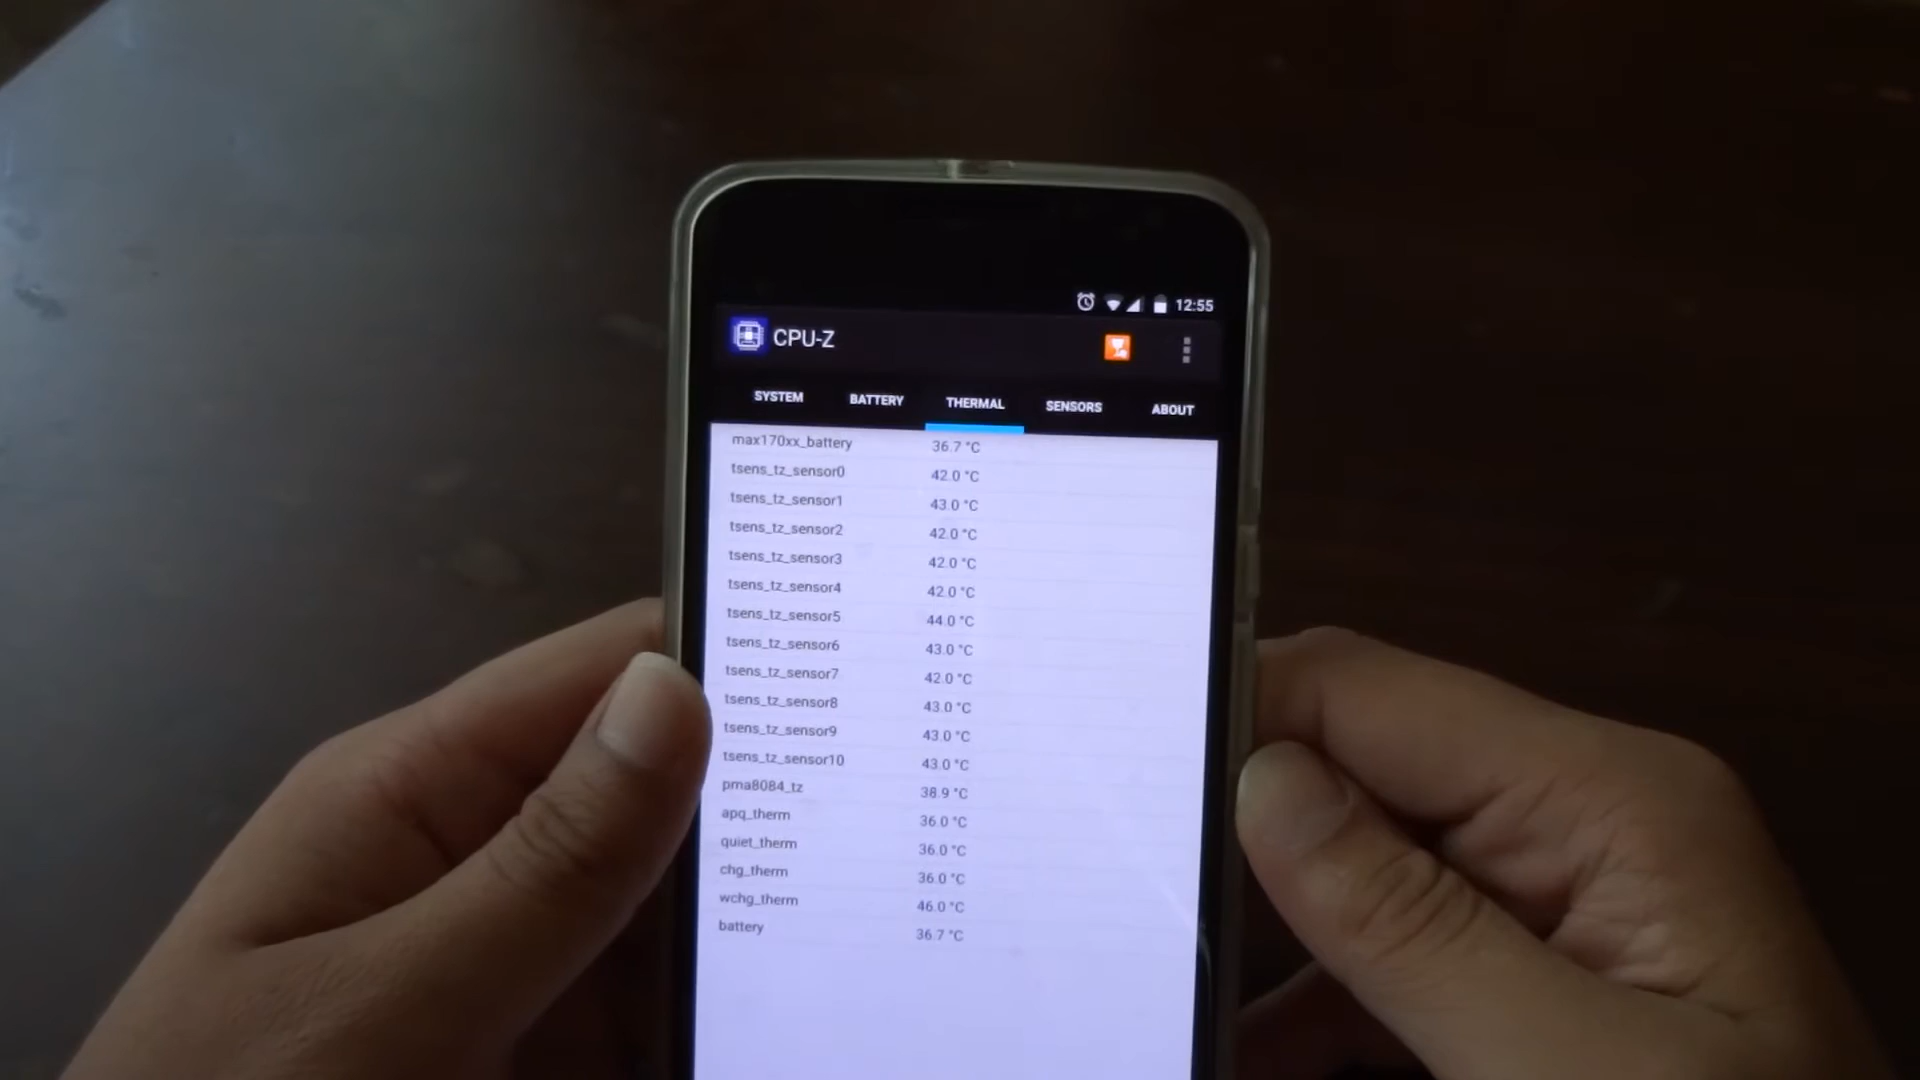 12:55
CPU-Z
SYSTEM BATTERY THERMAL SENSORS ABOUT
max170xx_battery 36.7 °C
tsens_tz_sensor0 42.0 °C
tsens_tz_sensor1 43.0 °C
tsens_tz_sensor2 42.0 °C
tsens_tz_sensor3 42.0 °C
tsens_tz_sensor4 42.0 °C
tsens_tz_sensor5 44.0 °C
tsens_tz_sensor6 43.0 °C
tsens_tz_sensor7 42.0 °C
tsens_tz_sensor8 43.0 °C
tsens_tz_sensor9 43.0 °C
tsens_tz_sensor10 43.0 °C
pma8084_tz 38.9 °C
apq_therm 36.0 °C
quiet_therm 36.0 °C
chg_therm 36.0 °C
wchg_therm 46.0 °C
battery 36.7 °C